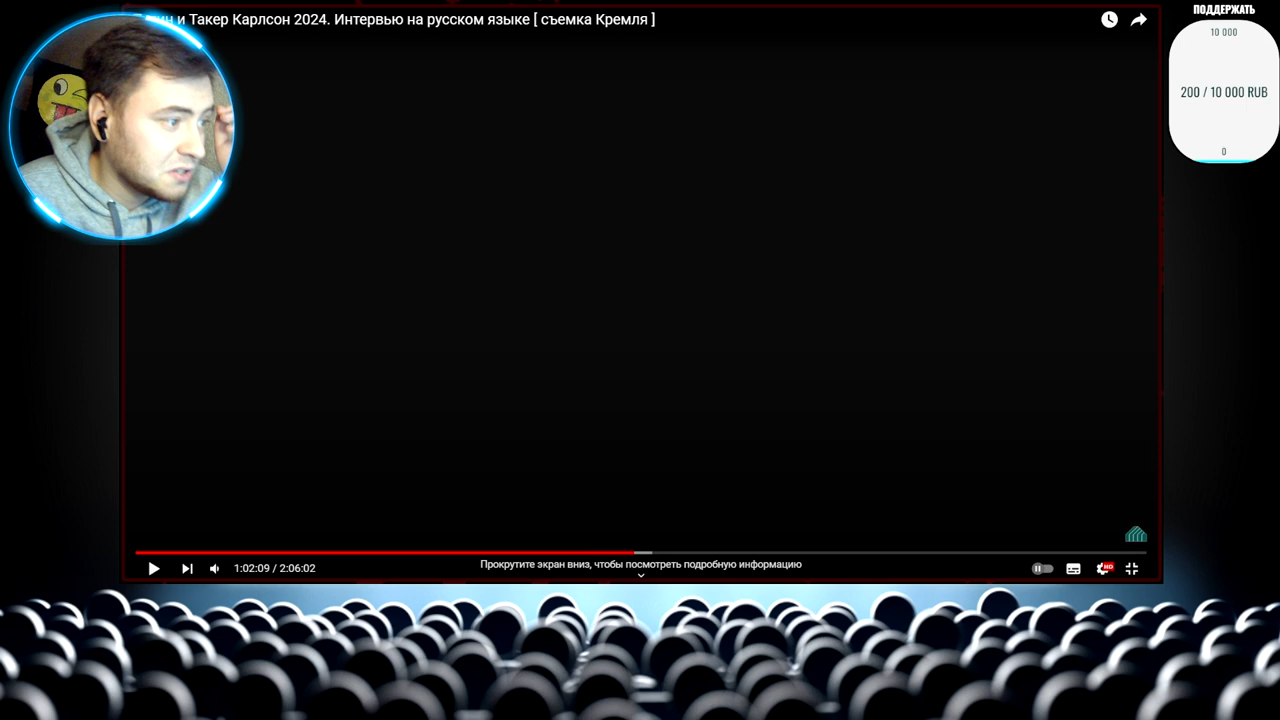 и Такер Карлсон 2024. Интервью на русском языке [ съемка Кремля ]
ПОДДЕРЖАТЬ
10 000
200 / 10 000 RUB
0
Прокрутите экран вниз, чтобы посмотреть подробную информацию
1:02:09 / 2:06:02
HD